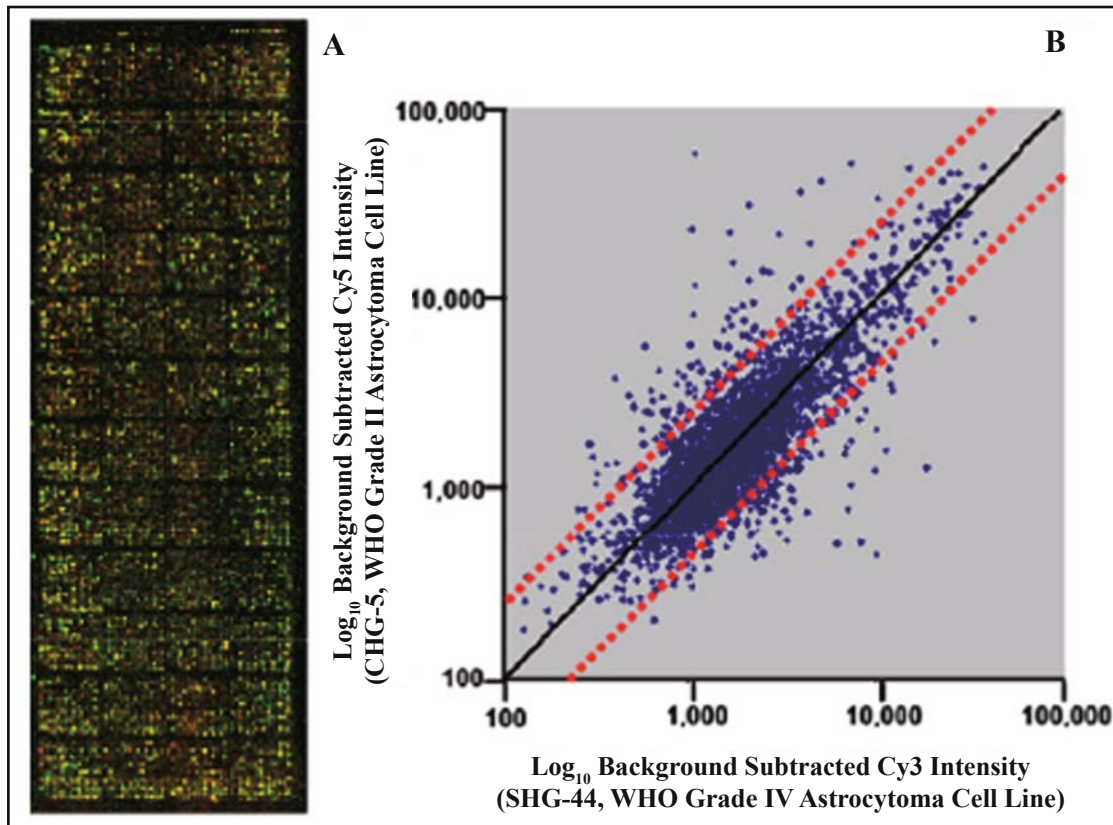 A
B
Log10 Background Subtracted Cy5 Intensity
(CHG-5, WHO Grade II Astrocytoma Cell Line)
100,000
10,000
1,000
100
100
1,000
10,000
100,000
Log10 Background Subtracted Cy3 Intensity
(SHG-44, WHO Grade IV Astrocytoma Cell Line)